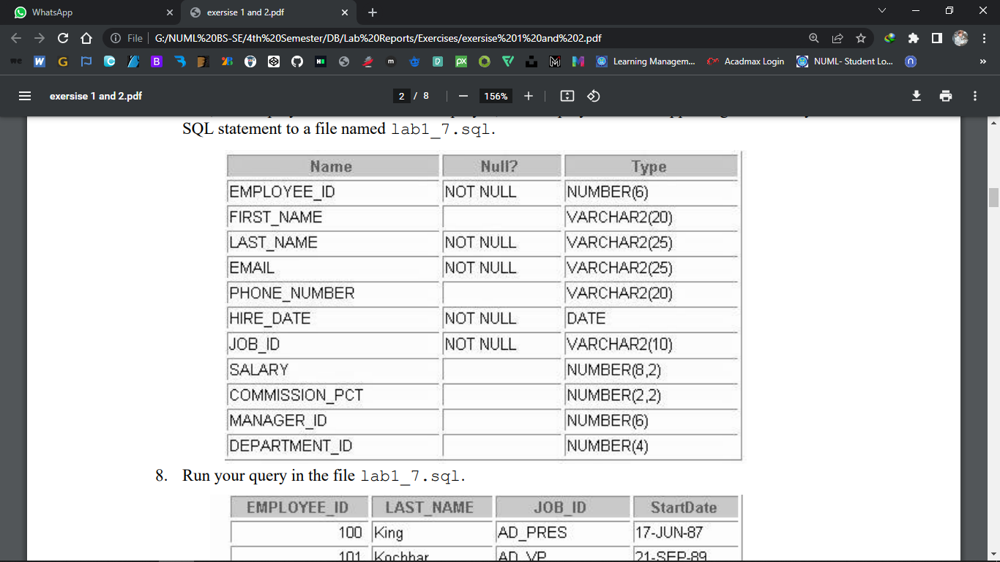 WhatsApp
exersise 1 and 2.pdf
File G:/NUML%20BS-SE/4th%20Semester/DB/Lab%20Reports/Exercises/exersise%201%20and%202.pdf
we W G B Learning Managem... Acadmax Login NUML- Student Lo...
exersise 1 and 2.pdf 2 / 8 156%
SQL statement to a file named lab1_7.sql.
Name Null? Type
EMPLOYEE_ID NOT NULL NUMBER(6)
FIRST_NAME VARCHAR2(20)
LAST_NAME NOT NULL VARCHAR2(25)
EMAIL NOT NULL VARCHAR2(25)
PHONE_NUMBER VARCHAR2(20)
HIRE_DATE NOT NULL DATE
JOB_ID NOT NULL VARCHAR2(10)
SALARY NUMBER(8,2)
COMMISSION_PCT NUMBER(2,2)
MANAGER_ID NUMBER(6)
DEPARTMENT_ID NUMBER(4)
8. Run your query in the file lab1_7.sql.
EMPLOYEE_ID LAST_NAME JOB_ID StartDate
100 King AD_PRES 17-JUN-87
101 Kochhar AD_VP 21-SEP-89